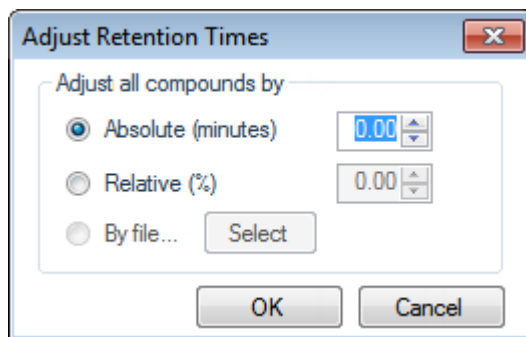 Adjust Retention Times
Adjust all compounds by
Absolute (minutes) 0.00
Relative (%) 0.00
By file... Select
OK Cancel